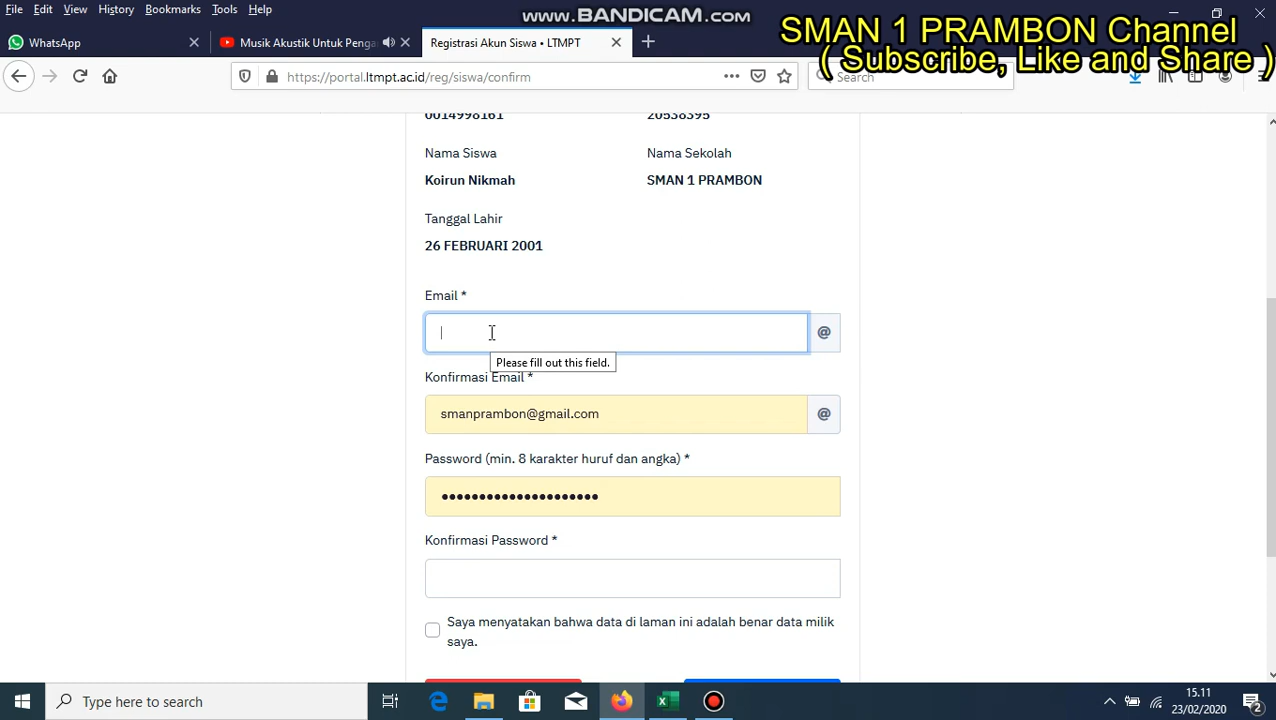 File Edit View History Bookmarks Tools Help
www.BANDICAM.com
SMAN 1 PRAMBON Channel
( Subscribe, Like and Share )
WhatsApp
Musik Akustik Untuk Penga
Registrasi Akun Siswa • LTMPT
https://portal.ltmpt.ac.id/reg/siswa/confirm
Search
0014998161 20538395
Nama Siswa Nama Sekolah
Koirun Nikmah SMAN 1 PRAMBON
Tanggal Lahir
26 FEBRUARI 2001
Email *
@
Please fill out this field.
Konfirmasi Email *
smanprambon@gmail.com @
Password (min. 8 karakter huruf dan angka) *
Konfirmasi Password *
Saya menyatakan bahwa data di laman ini adalah benar data milik
saya.
Type here to search
15.11
23/02/2020
2